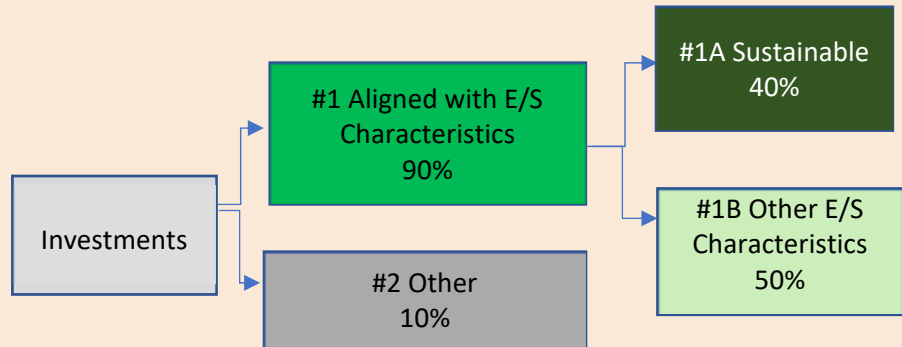 #1A Sustainable
40%
#1 Aligned with E/S
Characteristics
90%
Investments
#1B Other E/S
Characteristics
50%
#2 Other
10%